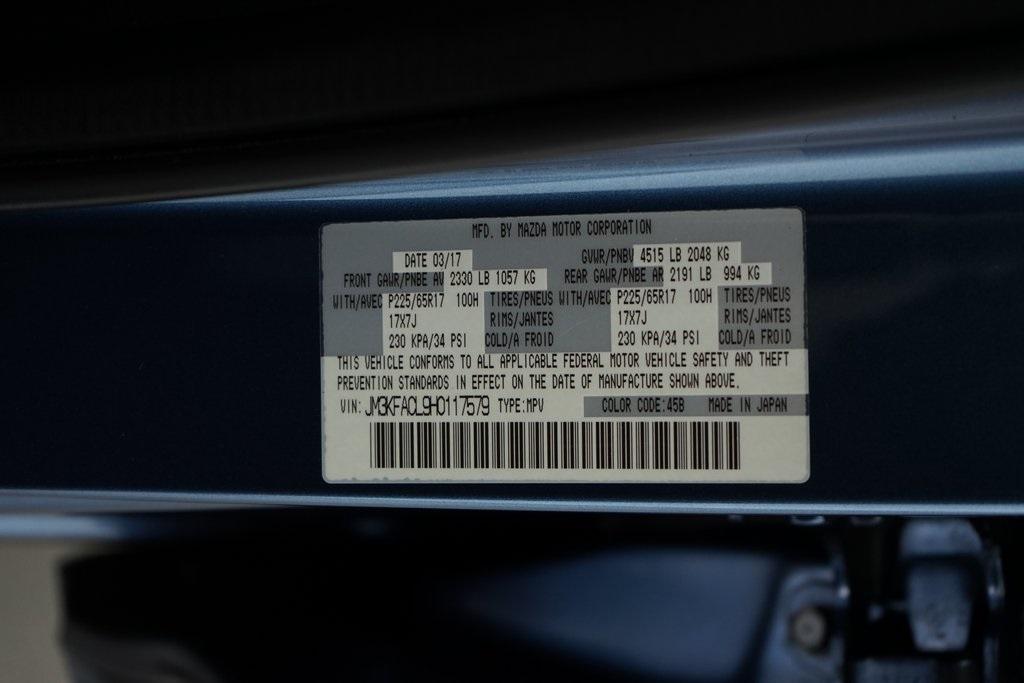 MFD. BY MAZDA MOTOR CORPORATION
DATE 03/17 GVWR/PNBV 4515 LB 2048 KG
FRONT GAWR/PNBE AV 2330 LB 1057 KG REAR GAWR/PNBE AR 2191 LB 994 KG
WITH/AVEC P225/65R17 100H TIRES/PNEUS WITH/AVEC P225/65R17 100H TIRES/PNEUS
17X7J RIMS/JANTES 17X7J RIMS/JANTES
230 KPA/34 PSI COLD/A FROID 230 KPA/34 PSI COLD/A FROID
THIS VEHICLE CONFORMS TO ALL APPLICABLE FEDERAL MOTOR VEHICLE SAFETY AND THEFT
PREVENTION STANDARDS IN EFFECT ON THE DATE OF MANUFACTURE SHOWN ABOVE.
VIN: JM3KFACL9H0117579 TYPE:MPV COLOR CODE:45B MADE IN JAPAN